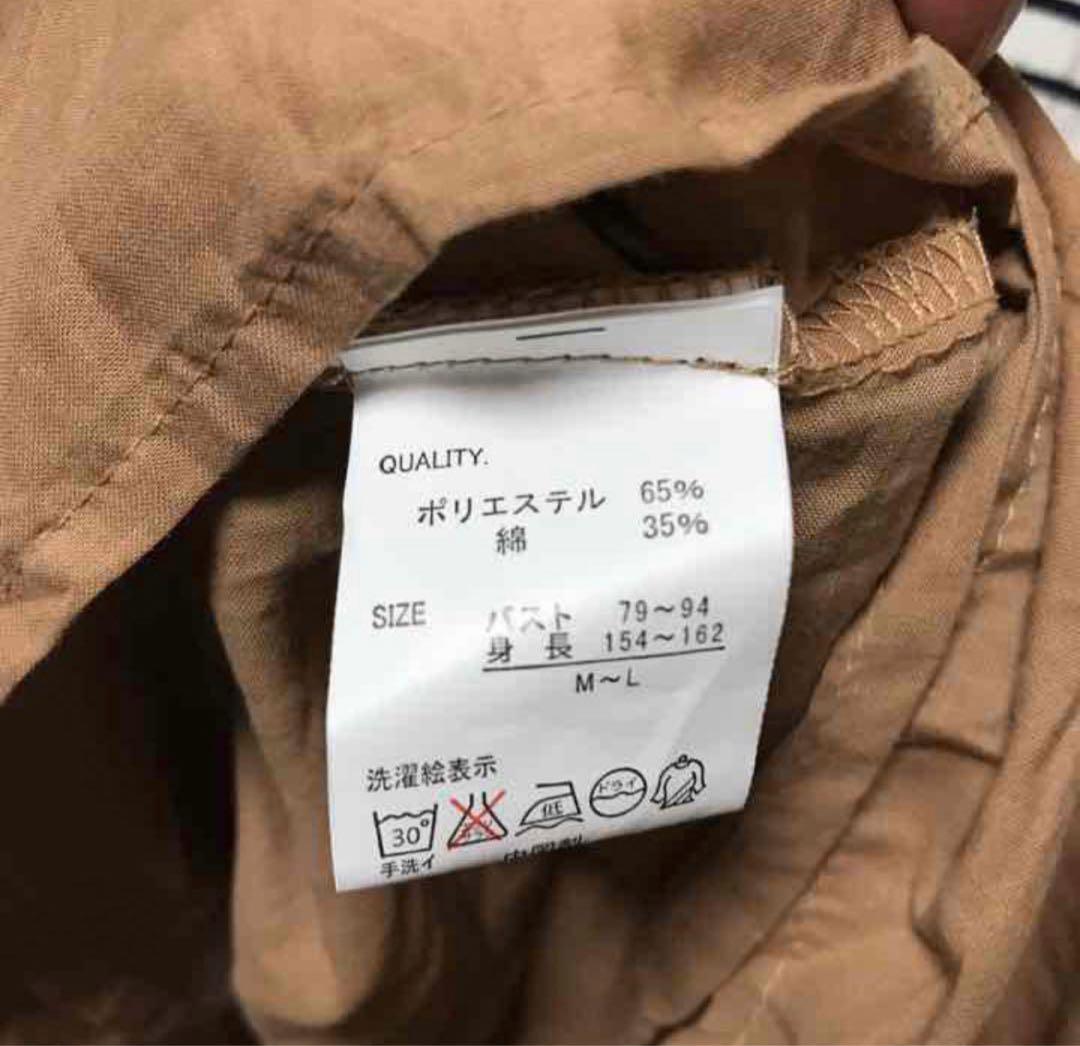 QUALITY.
ポリエステル 65%
綿 35%
SIZE バスト 79～94
身長 154～162
M～L
洗濯絵表示
30° 低 ドライ
手洗イ